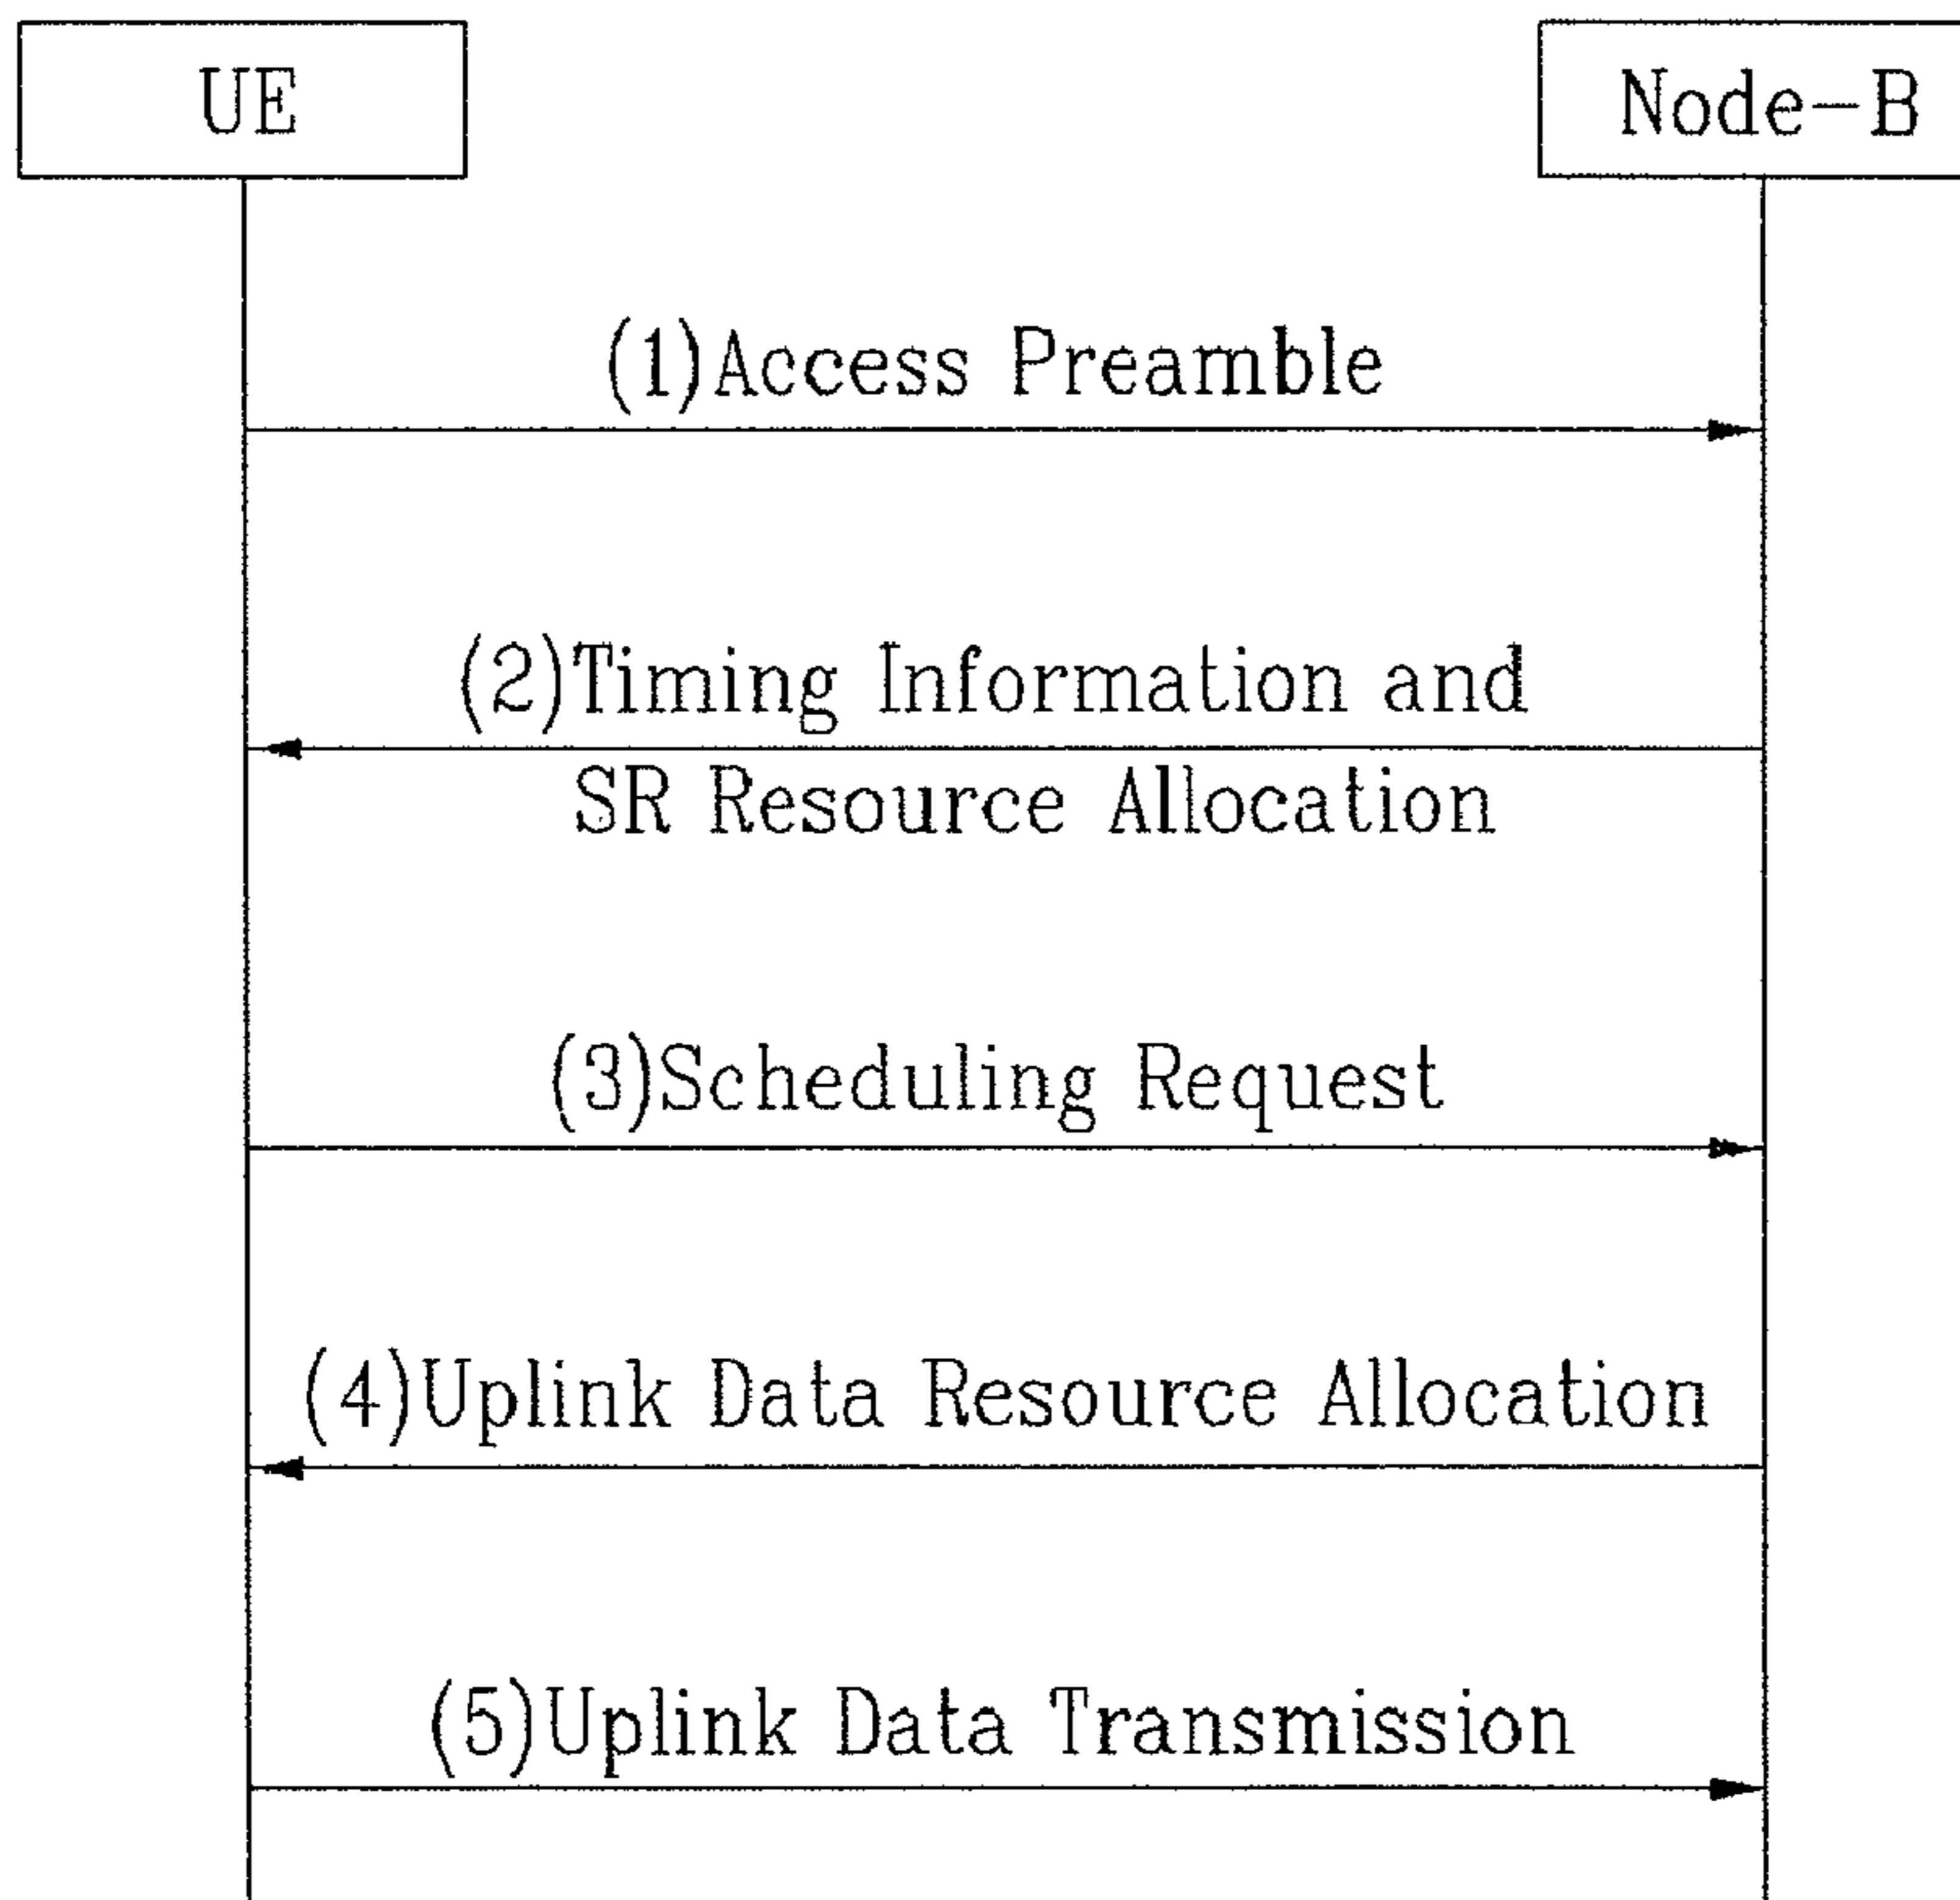 UE
Node-B
(1)Access Preamble
(2)Timing Information and
SR Resource Allocation
(3)Scheduling Request
(4)Uplink Data Resource Allocation
(5)Uplink Data Transmission